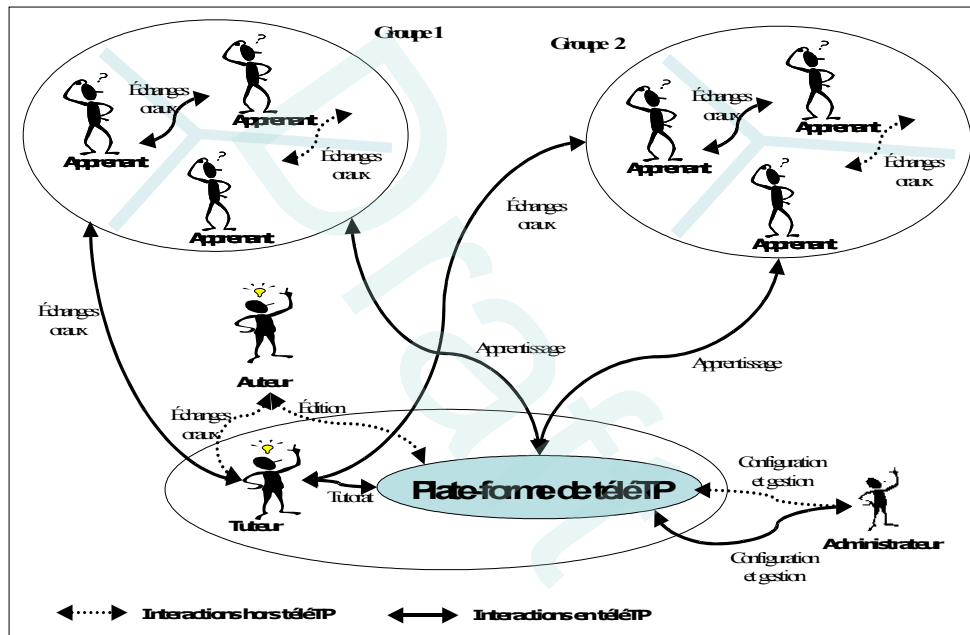 Groupe 1
Groupe 2
?
?
?
Échanges
oraux
Apprenant
Apprenant
Échanges
oraux
Apprenant
?
?
?
Échanges
oraux
Apprenant
Apprenant
Échanges
oraux
Apprenant
Échanges
oraux
Échanges
oraux
Auteur
Apprentissage
Apprentissage
Échanges
oraux
Édition
Tuteur
Tutorat
Plate-forme de téléTP
Configuration
et gestion
Administrateur
Configuration
et gestion
Interactions hors téléTP
Interactions en téléTP
Draft